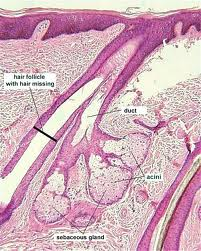 hair follicle
with hair missing
duct
acini
sebaceous gland